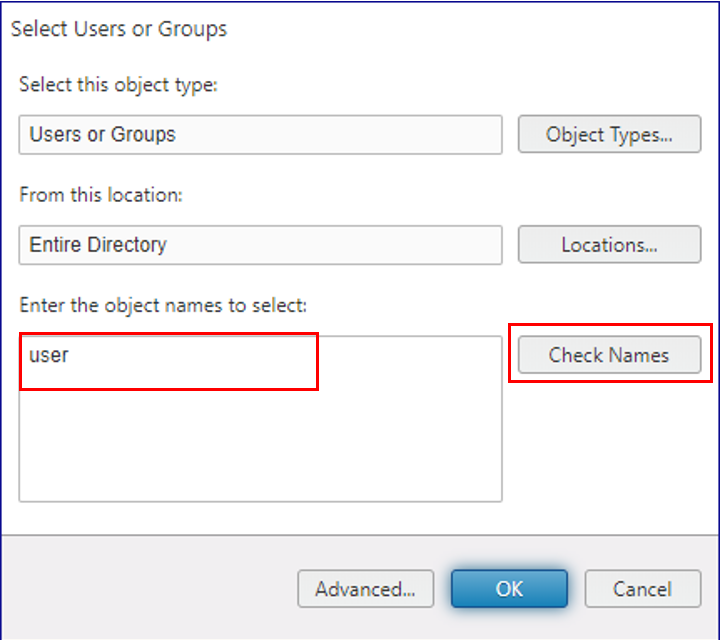 Select Users or Groups
Select this object type:
Users or Groups
Object Types...
From this location:
Entire Directory
Locations...
Enter the object names to select:
user
Check Names
Advanced...
OK
Cancel